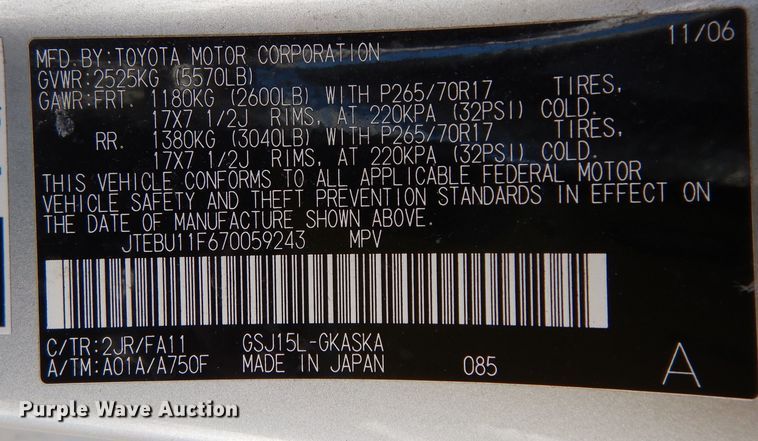 MFD.BY:TOYOTA MOTOR CORPORATION 11/06
GVWR:2525KG (5570LB)
GAWR:FRT. 1180KG (2600LB) WITH P265/70R17 TIRES,
17X7 1/2J RIMS, AT 220KPA (32PSI) COLD.
RR. 1380KG (3040LB) WITH P265/70R17 TIRES,
17X7 1/2J RIMS, AT 220KPA (32PSI) COLD.
THIS VEHICLE CONFORMS TO ALL APPLICABLE FEDERAL MOTOR
VEHICLE SAFETY AND THEFT PREVENTION STANDARDS IN EFFECT ON
THE DATE OF MANUFACTURE SHOWN ABOVE.
JTEBU11F670059243 MPV
C/TR:2JR/FA11 GSJ15L-GKASKA
A/TM:A01A/A750F MADE IN JAPAN 085 A
Purple Wave Auction